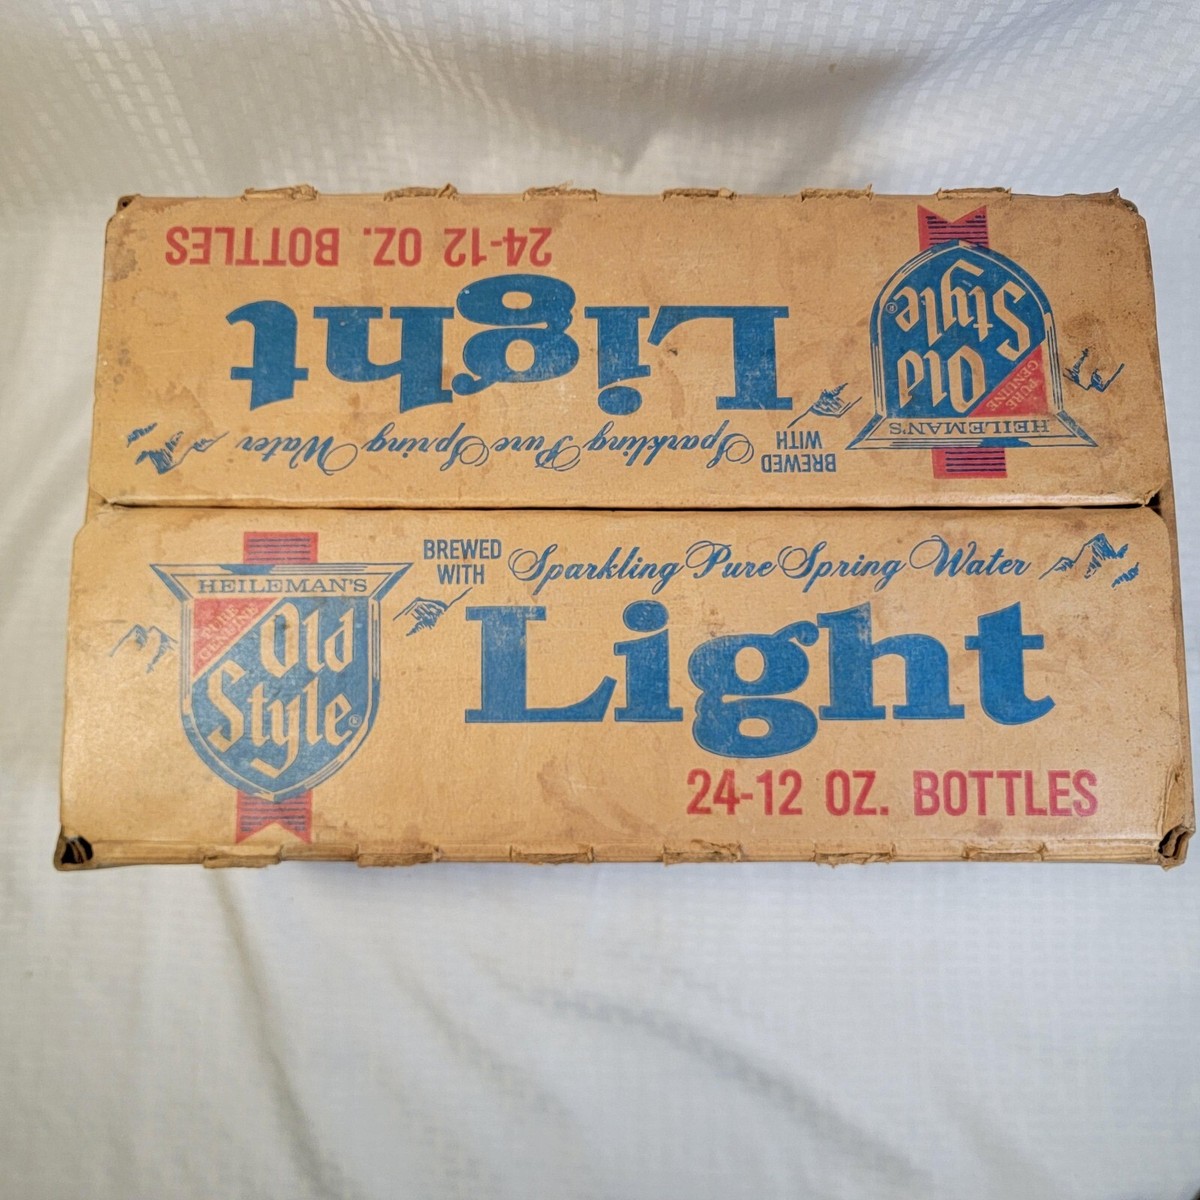 24-12 OZ. BOTTLES
Light
BREWED
WITH
Sparkling Pure Spring Water
HEILEMAN'S
PURE
GENUINE
Old
Style®
HEILEMAN'S
PURE
GENUINE
Old
Style®
BREWED
WITH
Sparkling Pure Spring Water
Light
24-12 OZ. BOTTLES